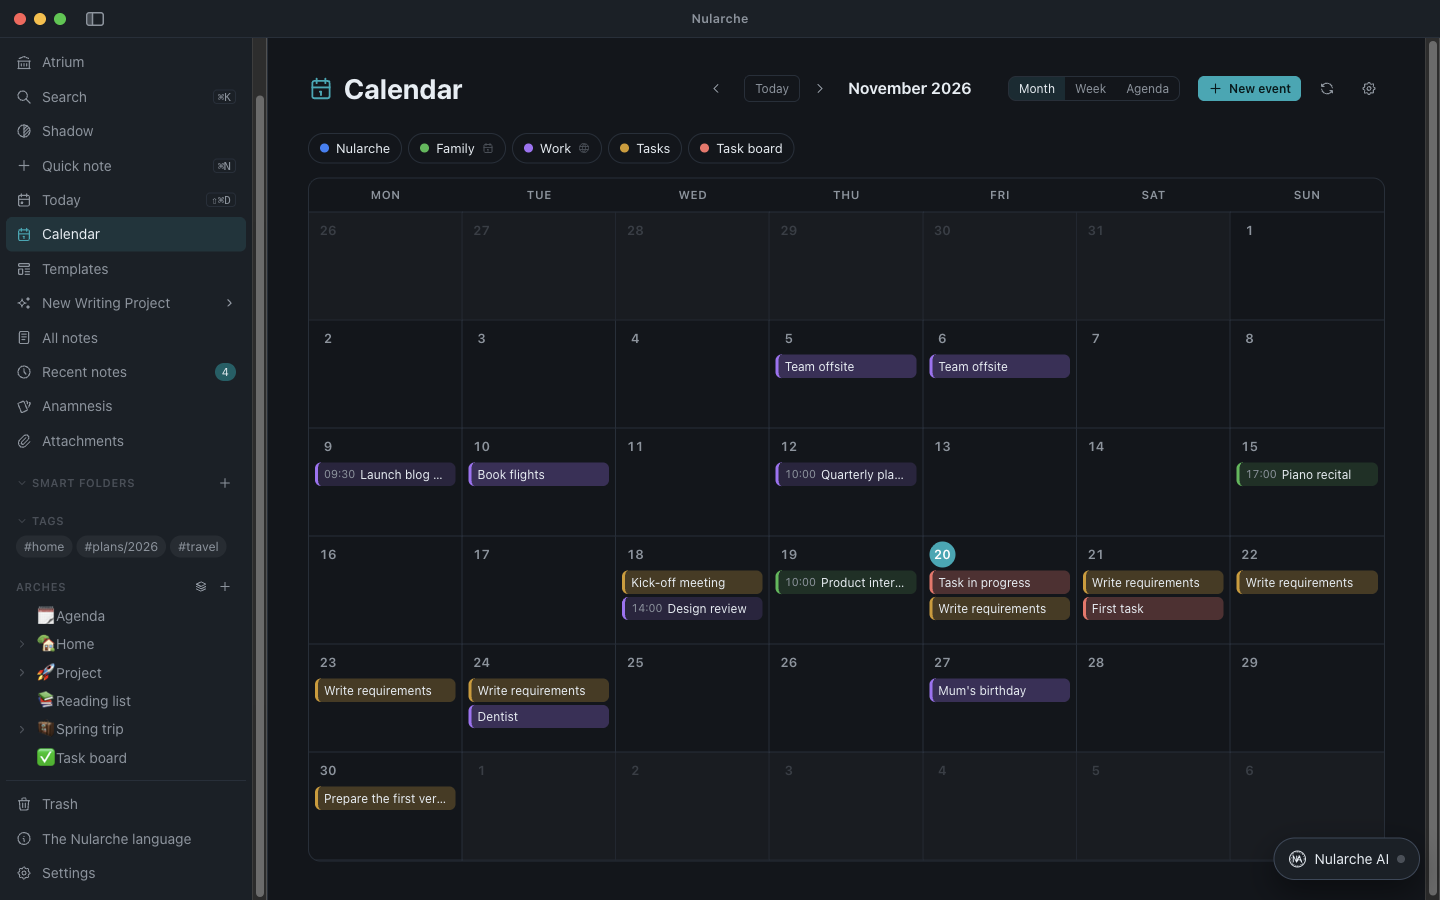 Nularche
Atrium
Search ⌘K
Shadow
Quick note ⌘N
Today ⇧⌘D
Calendar
Templates
New Writing Project
All notes
Recent notes 4
Anamnesis
Attachments
SMART FOLDERS
TAGS
#home #plans/2026 #travel
ARCHES
Agenda
Home
Project
Reading list
Spring trip
Task board
Trash
The Nularche language
Settings
Calendar Today November 2026 Month Week Agenda New event
Nularche Family Work Tasks Task board
MON TUE WED THU FRI SAT SUN
26 27 28 29 30 31 1
2 3 4 5 6 7 8
Team offsite Team offsite
9 10 11 12 13 14 15
09:30 Launch blog ... Book flights 10:00 Quarterly pla... 17:00 Piano recital
16 17 18 19 20 21 22
Kick-off meeting 10:00 Product inter... Task in progress Write requirements Write requirements
14:00 Design review Write requirements First task
23 24 25 26 27 28 29
Write requirements Write requirements Mum's birthday
Dentist
30 1 2 3 4 5 6
Prepare the first ver...
Nularche AI